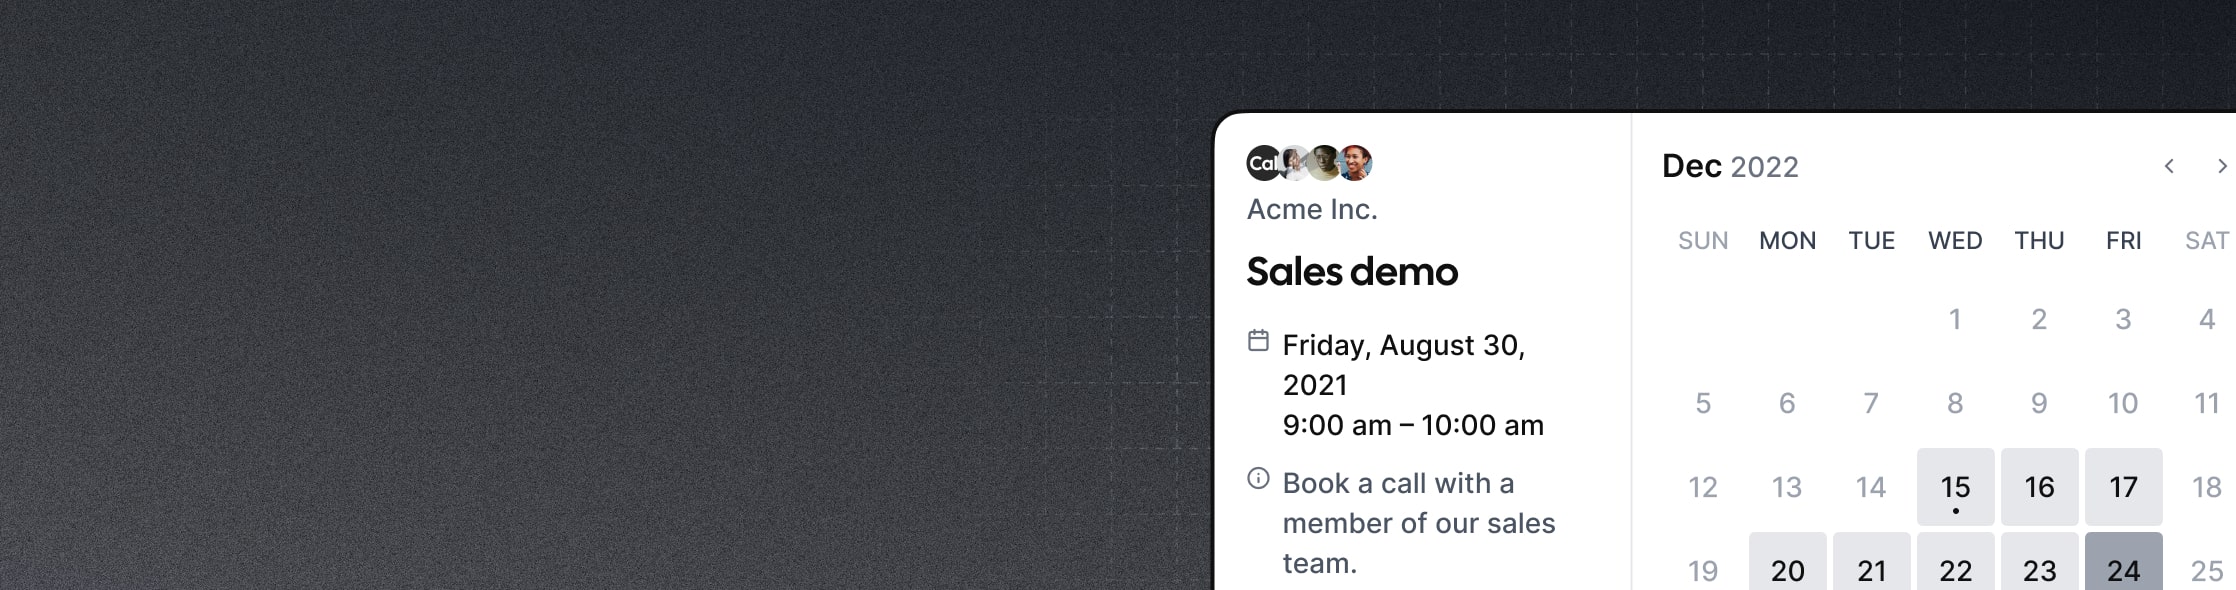 Cal
Acme Inc.
Sales demo
Friday, August 30,
2021
9:00 am – 10:00 am
Book a call with a
member of our sales
team.
Dec 2022
SUN MON TUE WED THU FRI SAT
1 2 3 4
5 6 7 8 9 10 11
12 13 14 15 16 17 18
19 20 21 22 23 24 25